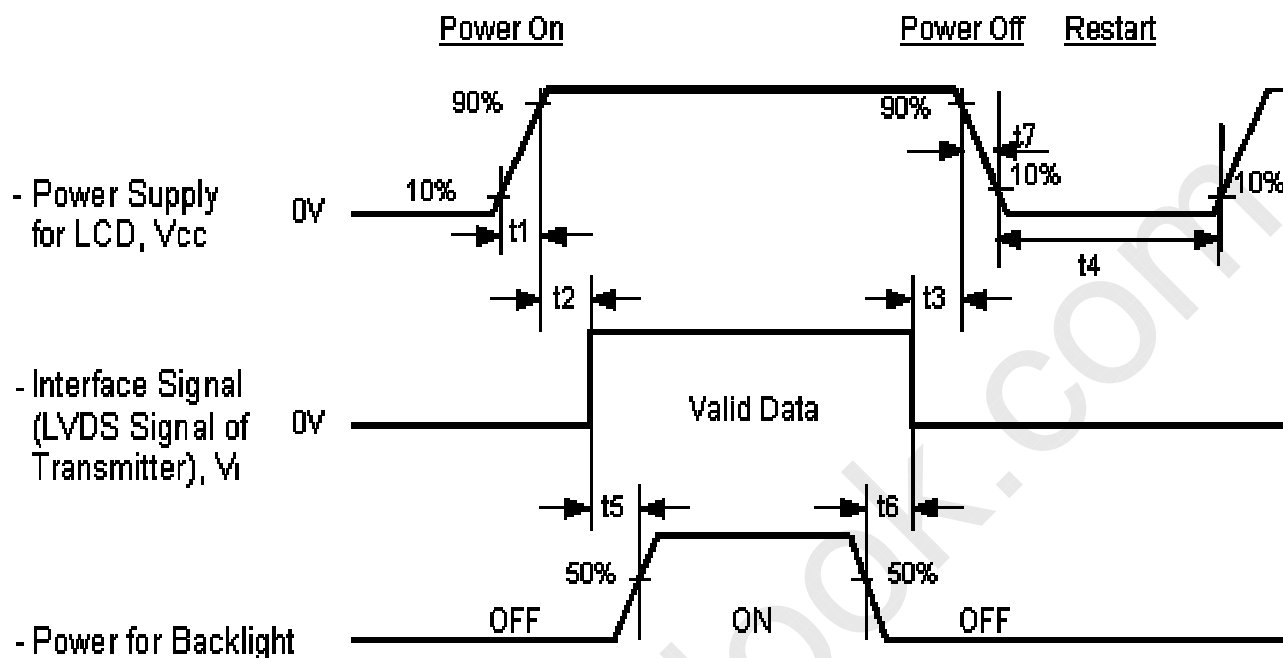 Power On
Power Off
Restart
90%
90%
t7
10%
10%
10%
- Power Supply
for LCD, Vcc
0V
t1
t4
t2
t3
- Interface Signal
(LVDS Signal of
Transmitter), VI
0V
Valid Data
t5
t6
50%
50%
OFF
ON
OFF
- Power for Backlight
ook.com